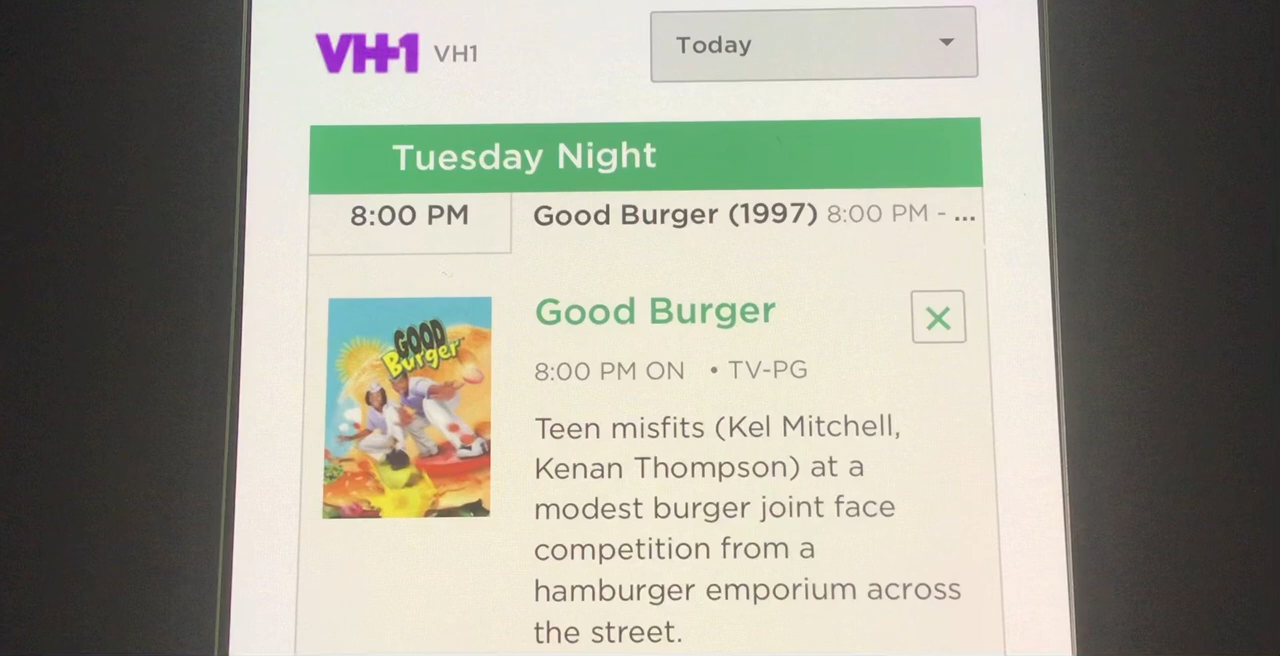 VH1 VH1
Today
Tuesday Night
8:00 PM
Good Burger (1997) 8:00 PM - ...
GOOD
Burger
Good Burger
8:00 PM ON • TV-PG
Teen misfits (Kel Mitchell,
Kenan Thompson) at a
modest burger joint face
competition from a
hamburger emporium across
the street.